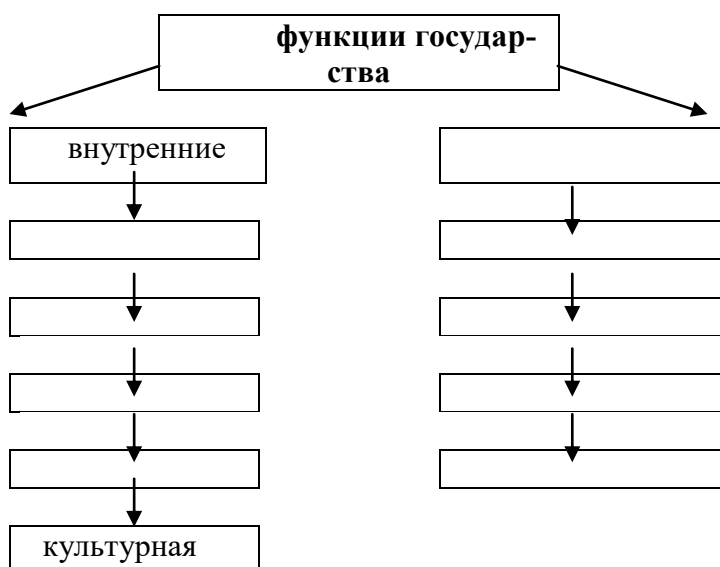 функции государ-
ства
внутренние
культурная